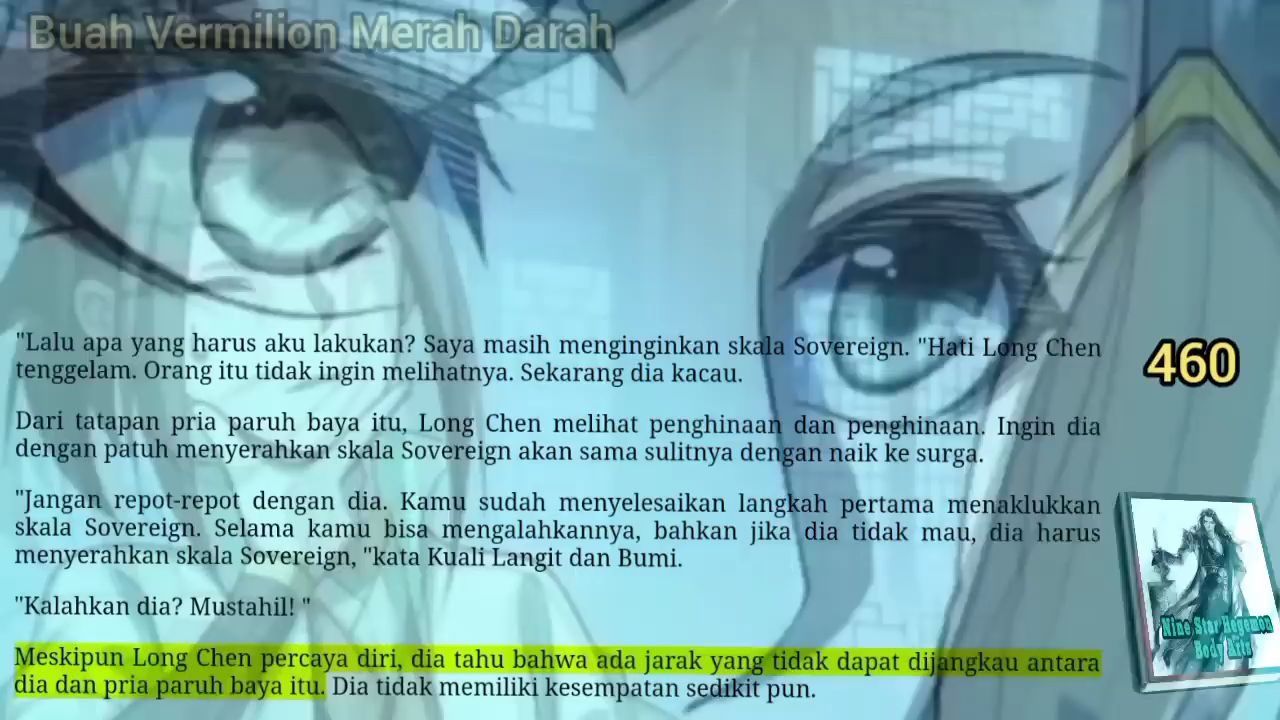 Buah Vermilion Merah Darah
"Lalu apa yang harus aku lakukan? Saya masih menginginkan skala Sovereign. "Hati Long Chen
tenggelam. Orang itu tidak ingin melihatnya. Sekarang dia kacau.
460
Dari tatapan pria paruh baya itu, Long Chen melihat penghinaan dan penghinaan. Ingin dia
dengan patuh menyerahkan skala Sovereign akan sama sulitnya dengan naik ke surga.
"Jangan repot-repot dengan dia. Kamu sudah menyelesaikan langkah pertama menaklukkan
skala Sovereign. Selama kamu bisa mengalahkannya, bahkan jika dia tidak mau, dia harus
menyerahkan skala Sovereign, "kata Kuali Langit dan Bumi.
"Kalahkan dia? Mustahil! "
Meskipun Long Chen percaya diri, dia tahu bahwa ada jarak yang tidak dapat dijangkau antara
dia dan pria paruh baya itu. Dia tidak memiliki kesempatan sedikit pun.
Nine Star Hegemon
Body Arts